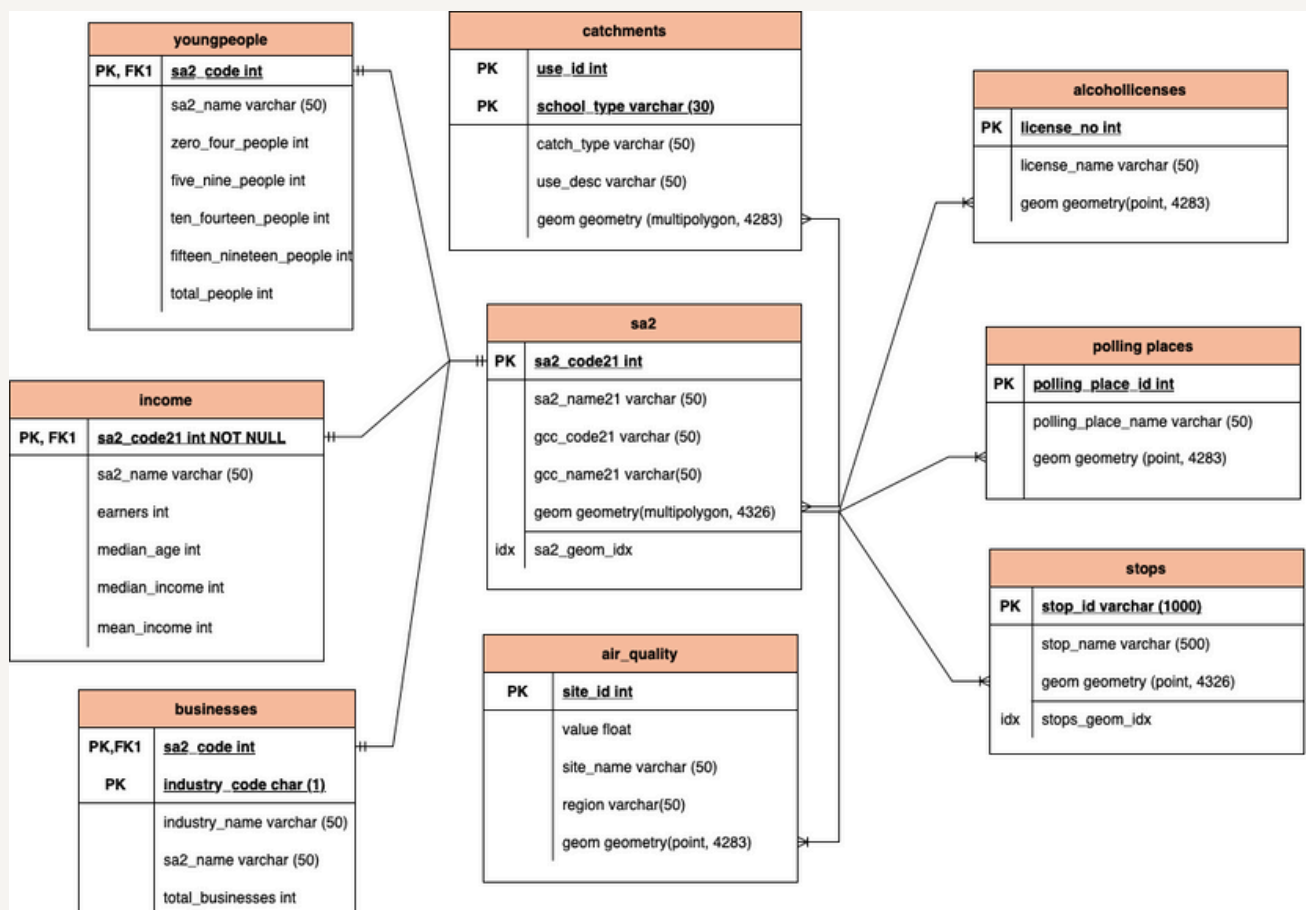 youngpeople
PK, FK1 sa2_code int
sa2_name varchar (50)
zero_four_people int
five_nine_people int
ten_fourteen_people int
fifteen_nineteen_people int
total_people int
income
PK, FK1 sa2_code21 int NOT NULL
sa2_name varchar (50)
earners int
median_age int
median_income int
mean_income int
businesses
PK,FK1 sa2_code int
PK industry_code char (1)
industry_name varchar (50)
sa2_name varchar (50)
total_businesses int
catchments
PK use_id int
PK school_type varchar (30)
catch_type varchar (50)
use_desc varchar (50)
geom geometry (multipolygon, 4283)
sa2
PK sa2_code21 int
sa2_name21 varchar (50)
gcc_code21 varchar (50)
gcc_name21 varchar(50)
geom geometry(multipolygon, 4326)
idx sa2_geom_idx
air_quality
PK site_id int
value float
site_name varchar (50)
region varchar(50)
geom geometry(point, 4283)
alcohollicenses
PK license_no int
license_name varchar (50)
geom geometry(point, 4283)
polling places
PK polling_place_id int
polling_place_name varchar (50)
geom geometry (point, 4283)
stops
PK stop_id varchar (1000)
stop_name varchar (500)
geom geometry (point, 4326)
idx stops_geom_idx